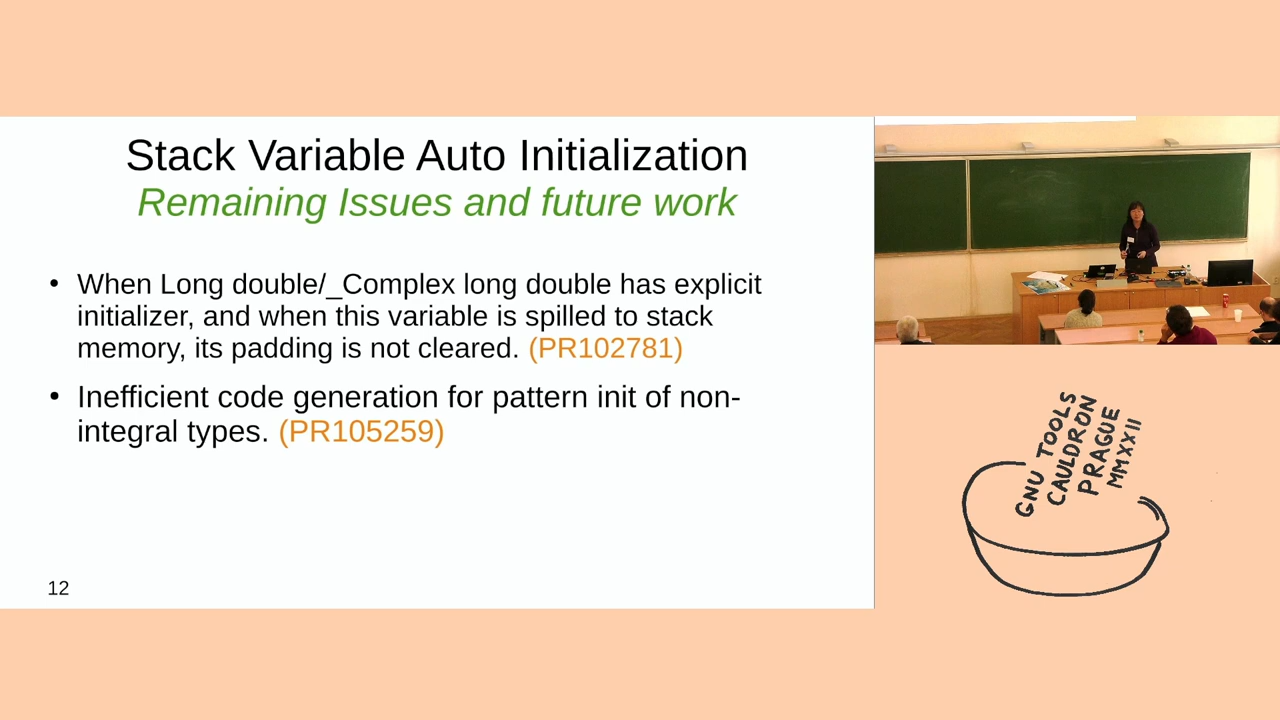 Stack Variable Auto Initialization
Remaining Issues and future work
• When Long double/_Complex long double has explicit
initializer, and when this variable is spilled to stack
memory, its padding is not cleared. (PR102781)
• Inefficient code generation for pattern init of non-
integral types. (PR105259)
12
GNU TOOLS
CAULDRON
PRAGUE
MMXXII